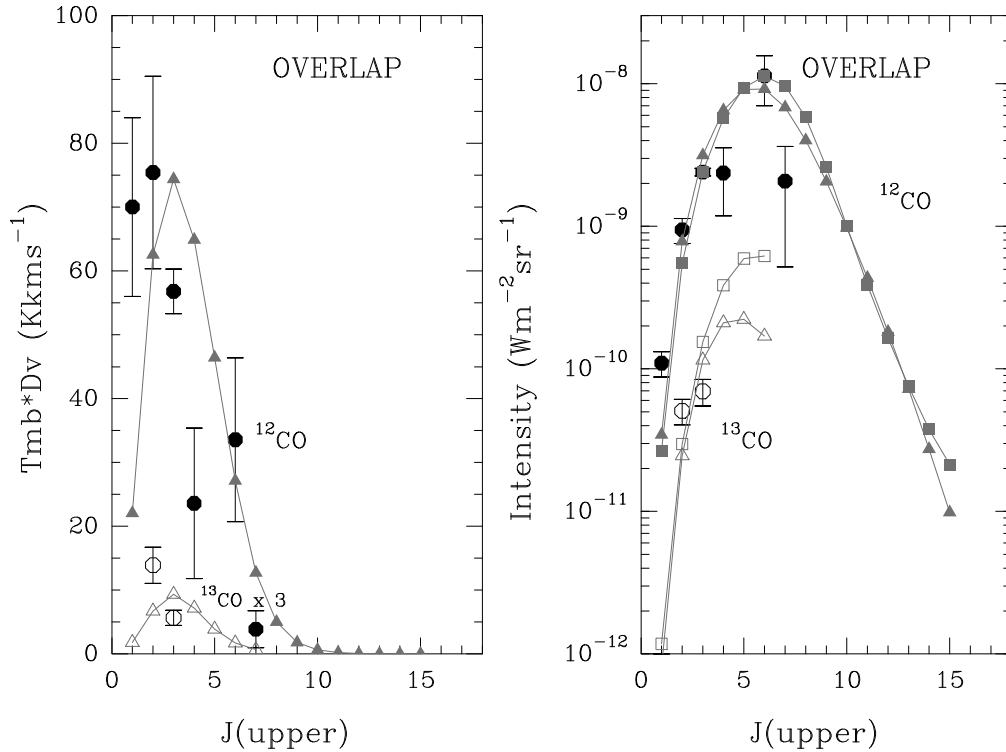 OVERLAP
100
80
60
40
20
0
Tmb*Dv (Kkms⁻¹)
¹²CO
¹³CO x 3
0 5 10 15
J(upper)
OVERLAP
10⁻⁸
10⁻⁹
10⁻¹⁰
10⁻¹¹
10⁻¹²
Intensity (Wm⁻²sr⁻¹)
¹²CO
¹³CO
0 5 10 15
J(upper)